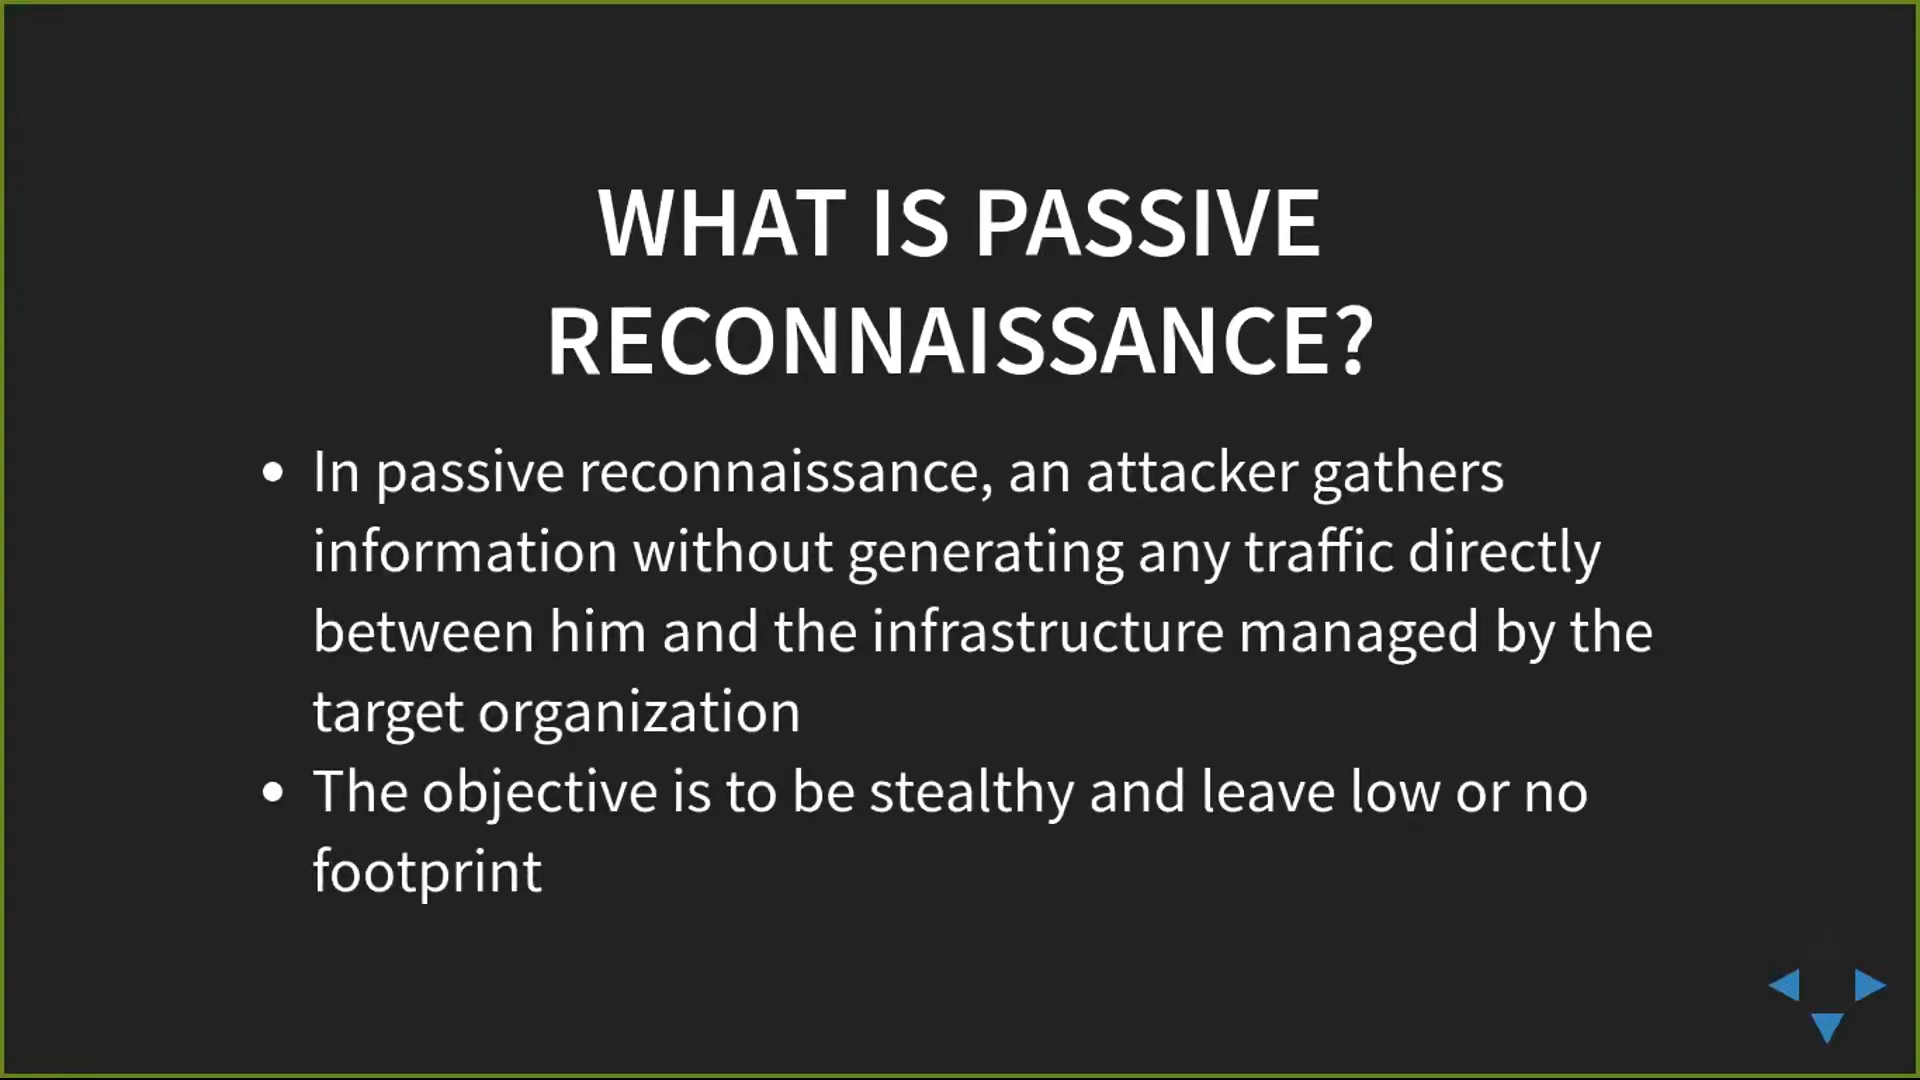 WHAT IS PASSIVE
RECONNAISSANCE?
• In passive reconnaissance, an attacker gathers
information without generating any traffic directly
between him and the infrastructure managed by the
target organization
• The objective is to be stealthy and leave low or no
footprint